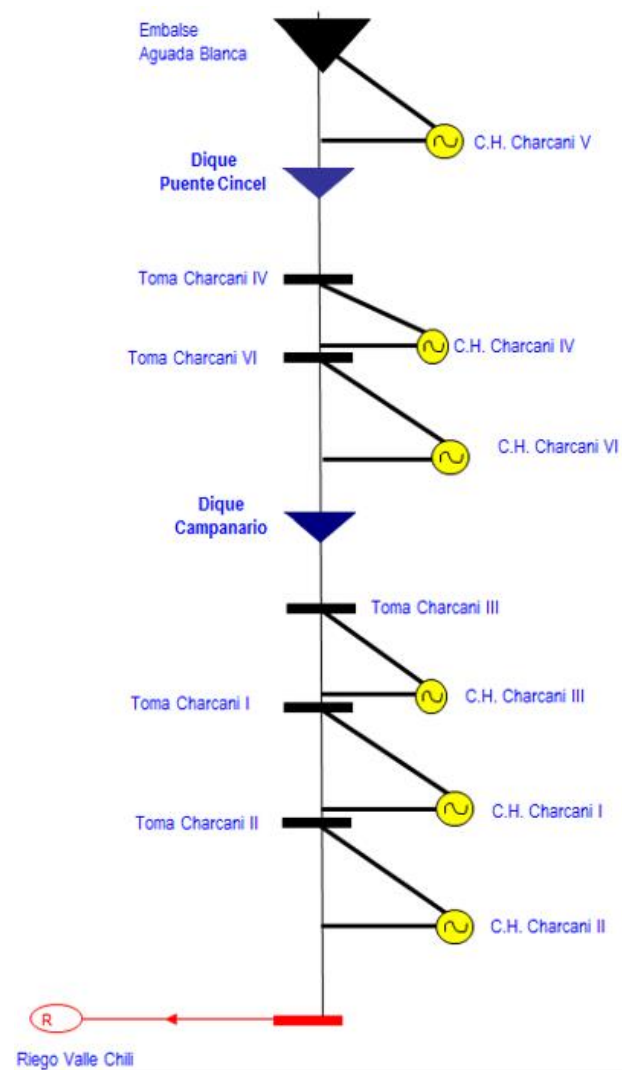 Embalse
Aguada Blanca
C.H. Charcani V
Dique
Puente Cincel
Toma Charcani IV
C.H. Charcani IV
Toma Charcani VI
C.H. Charcani VI
Dique
Campanario
Toma Charcani III
C.H. Charcani III
Toma Charcani I
C.H. Charcani I
Toma Charcani II
C.H. Charcani II
R
Riego Valle Chili